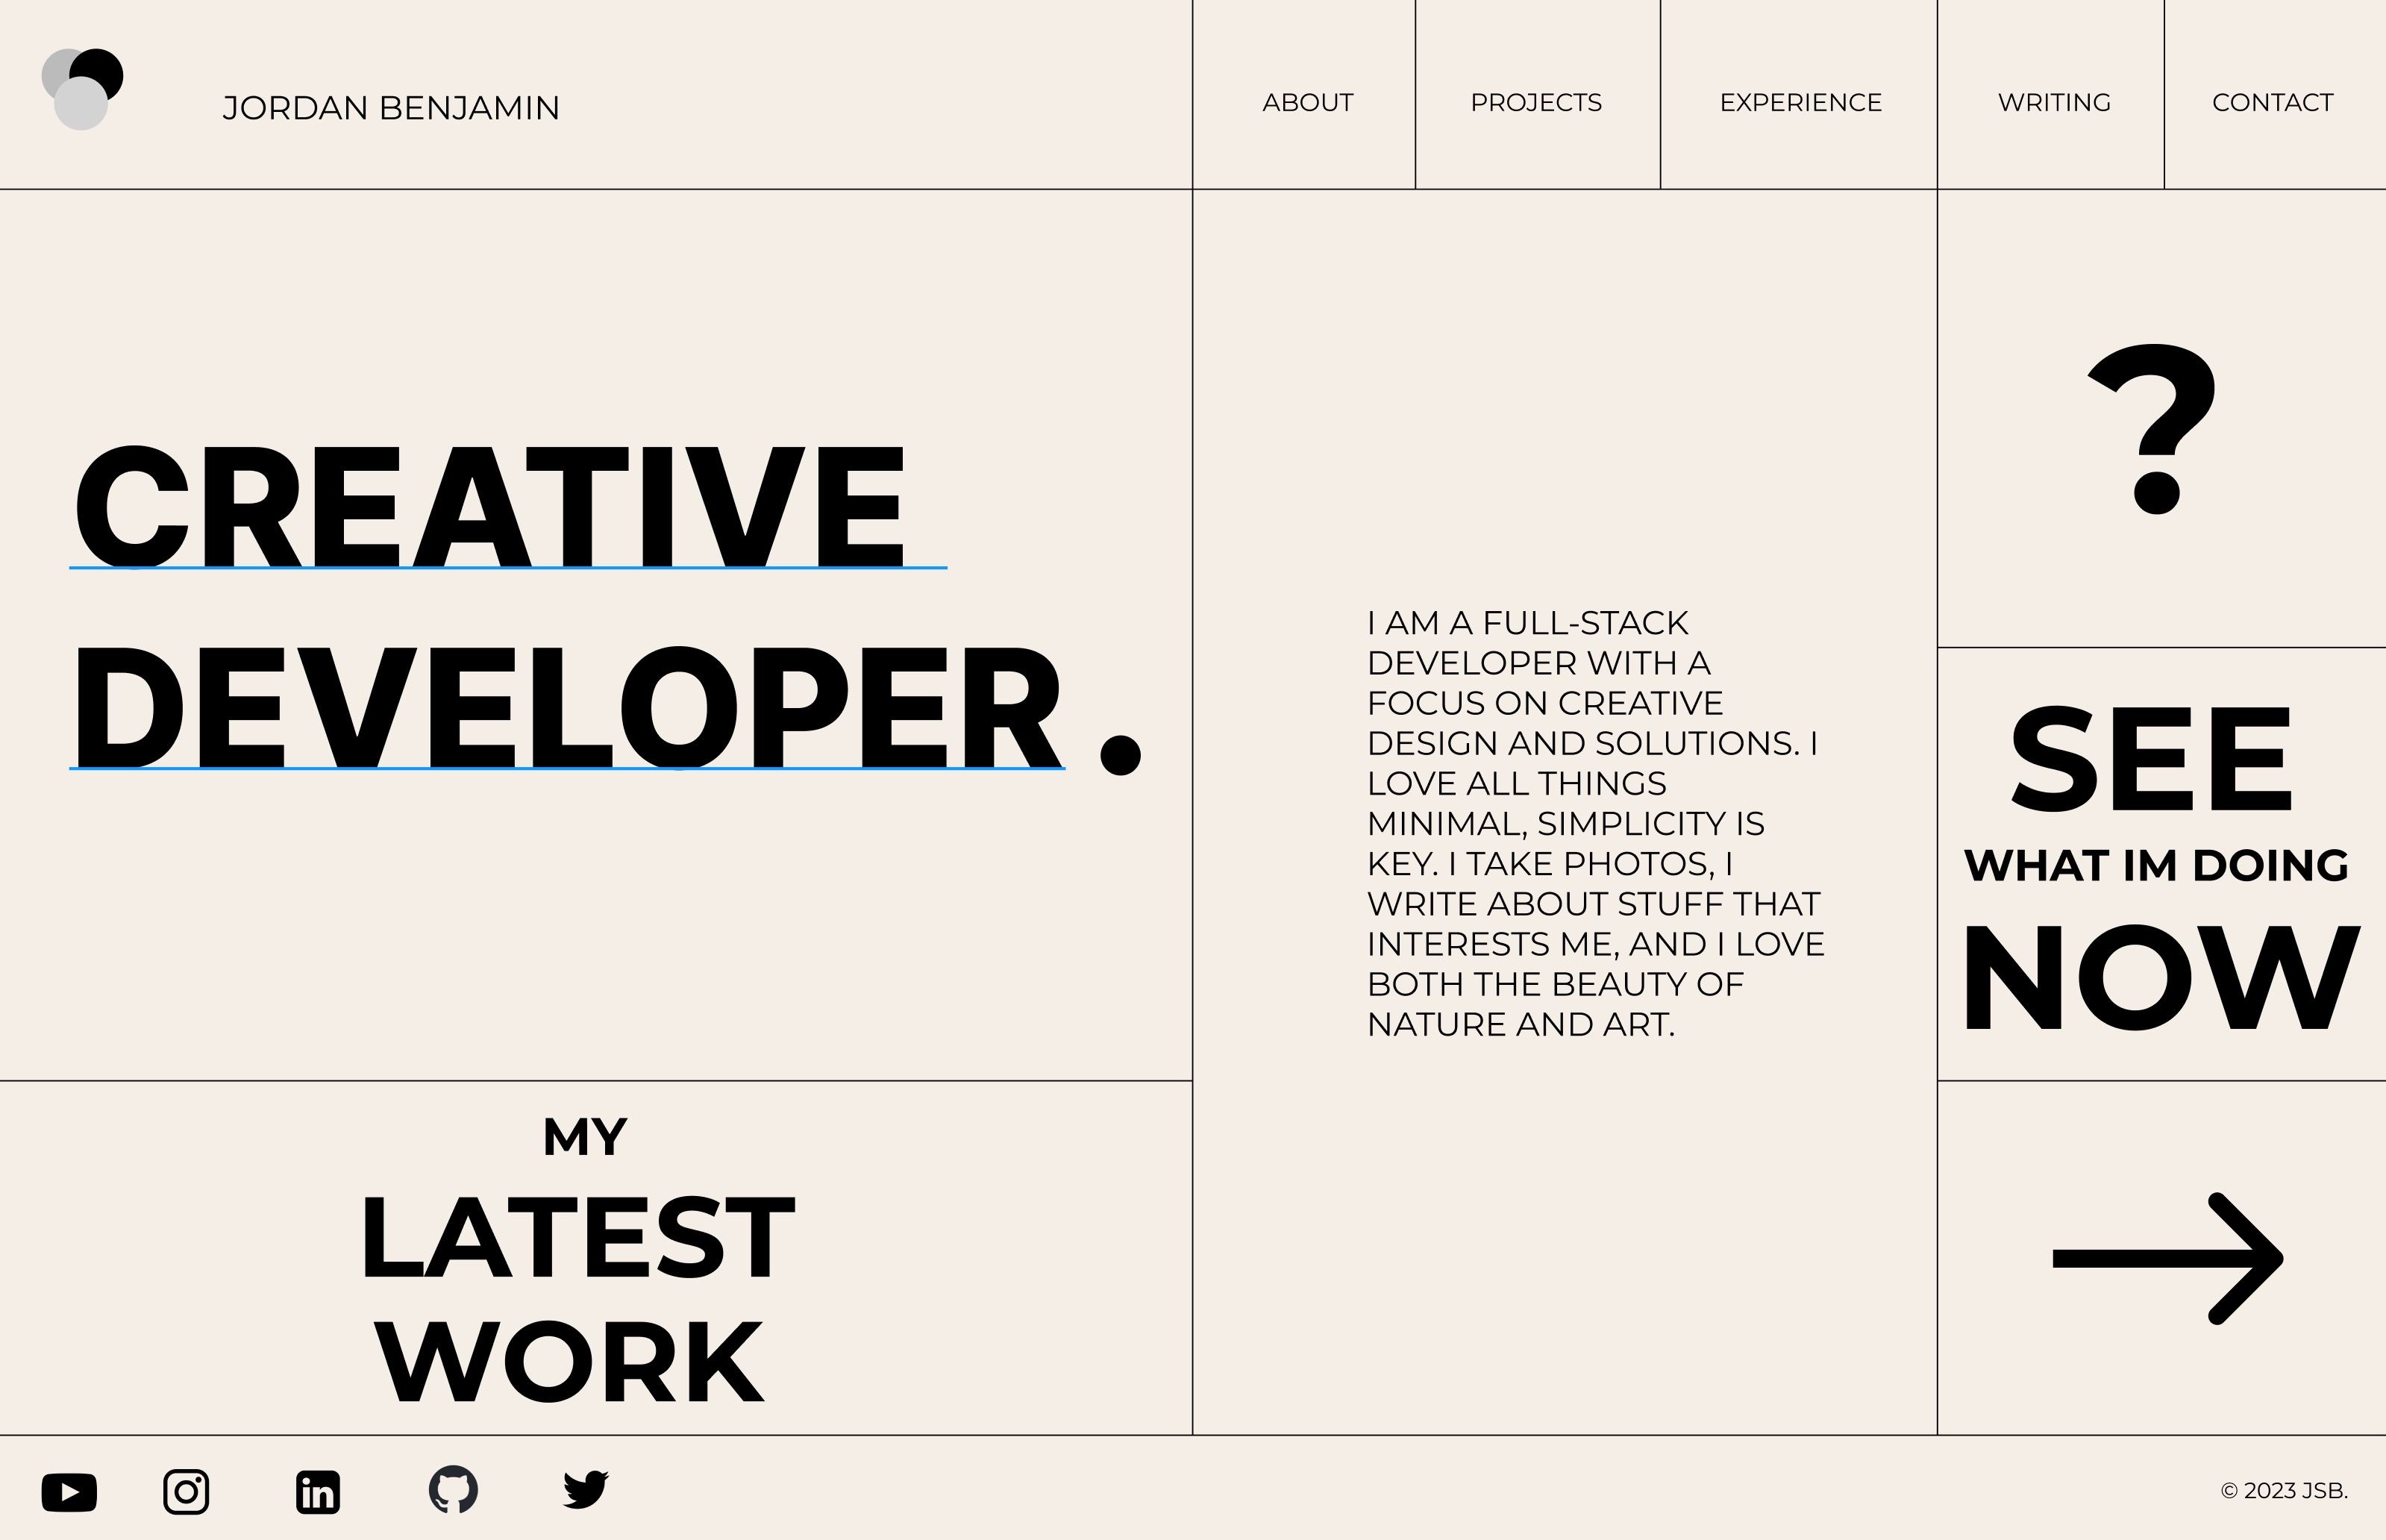 JORDAN BENJAMIN
ABOUT
PROJECTS
EXPERIENCE
WRITING
CONTACT
CREATIVE
DEVELOPER.
I AM A FULL-STACK
DEVELOPER WITH A
FOCUS ON CREATIVE
DESIGN AND SOLUTIONS. I
LOVE ALL THINGS
MINIMAL, SIMPLICITY IS
KEY. I TAKE PHOTOS, I
WRITE ABOUT STUFF THAT
INTERESTS ME, AND I LOVE
BOTH THE BEAUTY OF
NATURE AND ART.
?
SEE
WHAT IM DOING
NOW
MY
LATEST
WORK
in
© 2023 JSB.